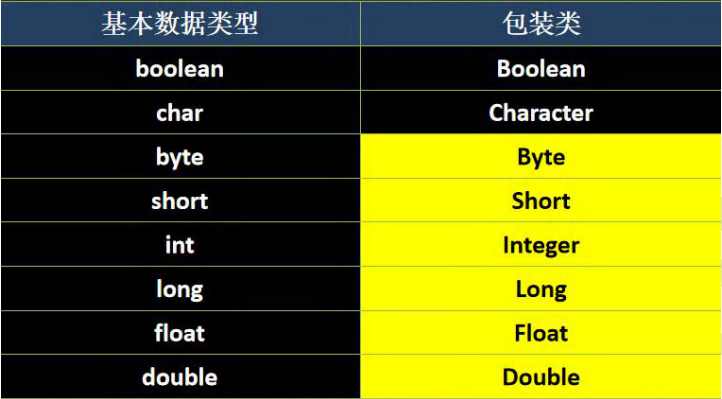 基本数据类型 包装类
boolean Boolean
char Character
byte Byte
short Short
int Integer
long Long
float Float
double Double